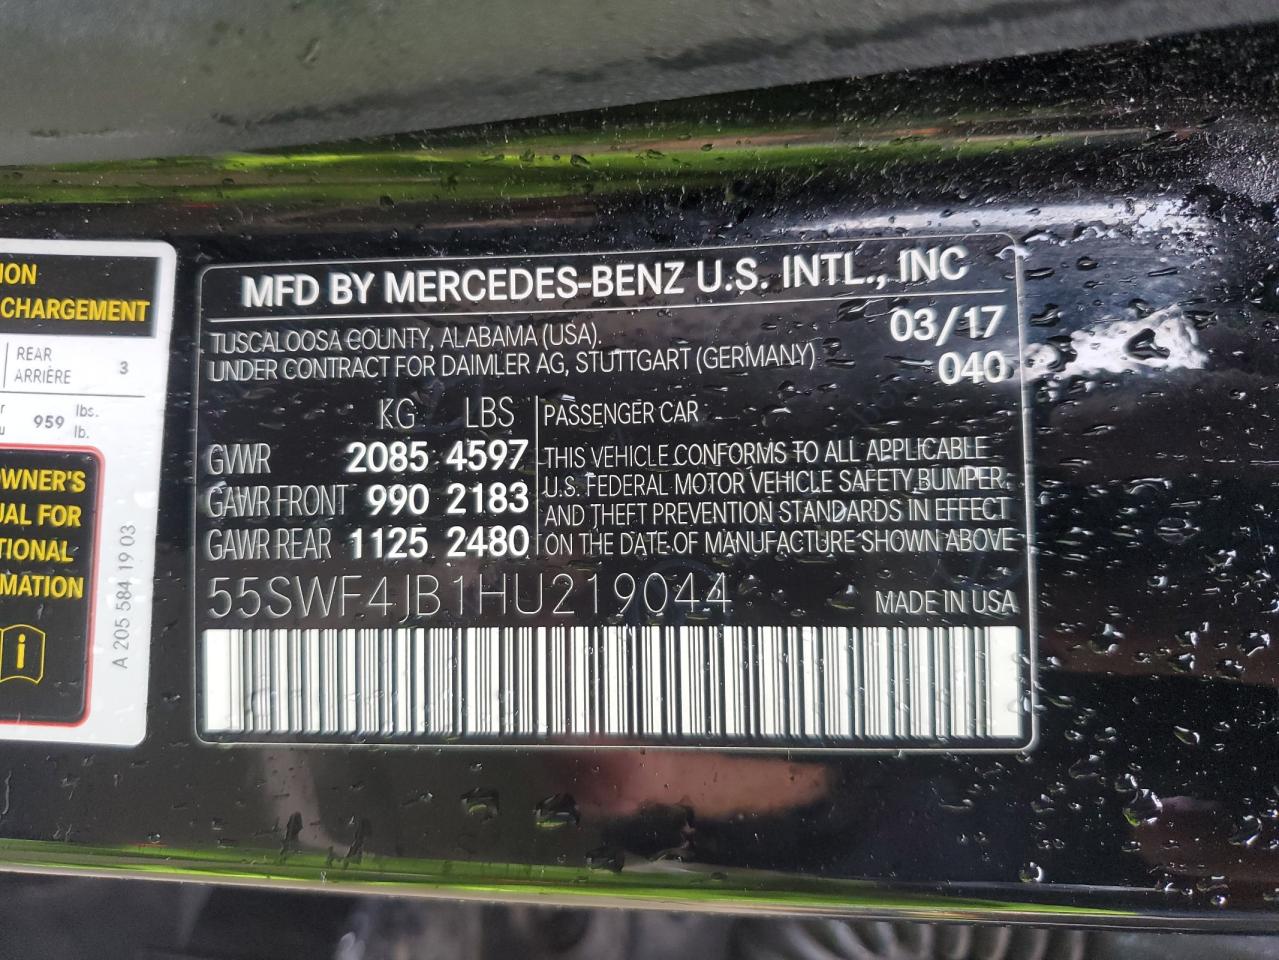 ION
CHARGEMENT
REAR
ARRIÈRE 3
959 lbs.
lb.
OWNER'S
UAL FOR
TIONAL
RMATION
i
A 205 584 19 03
MFD BY MERCEDES-BENZ U.S. INTL., INC
TUSCALOOSA COUNTY, ALABAMA (USA). 03/17
UNDER CONTRACT FOR DAIMLER AG, STUTTGART (GERMANY) 040
KG LBS
GVWR 2085 4597
GAWR FRONT 990 2183
GAWR REAR 1125 2480
PASSENGER CAR
THIS VEHICLE CONFORMS TO ALL APPLICABLE
U.S. FEDERAL MOTOR VEHICLE SAFETY, BUMPER,
AND THEFT PREVENTION STANDARDS IN EFFECT
ON THE DATE OF MANUFACTURE SHOWN ABOVE
55SWF4JB1HU219044 MADE IN USA